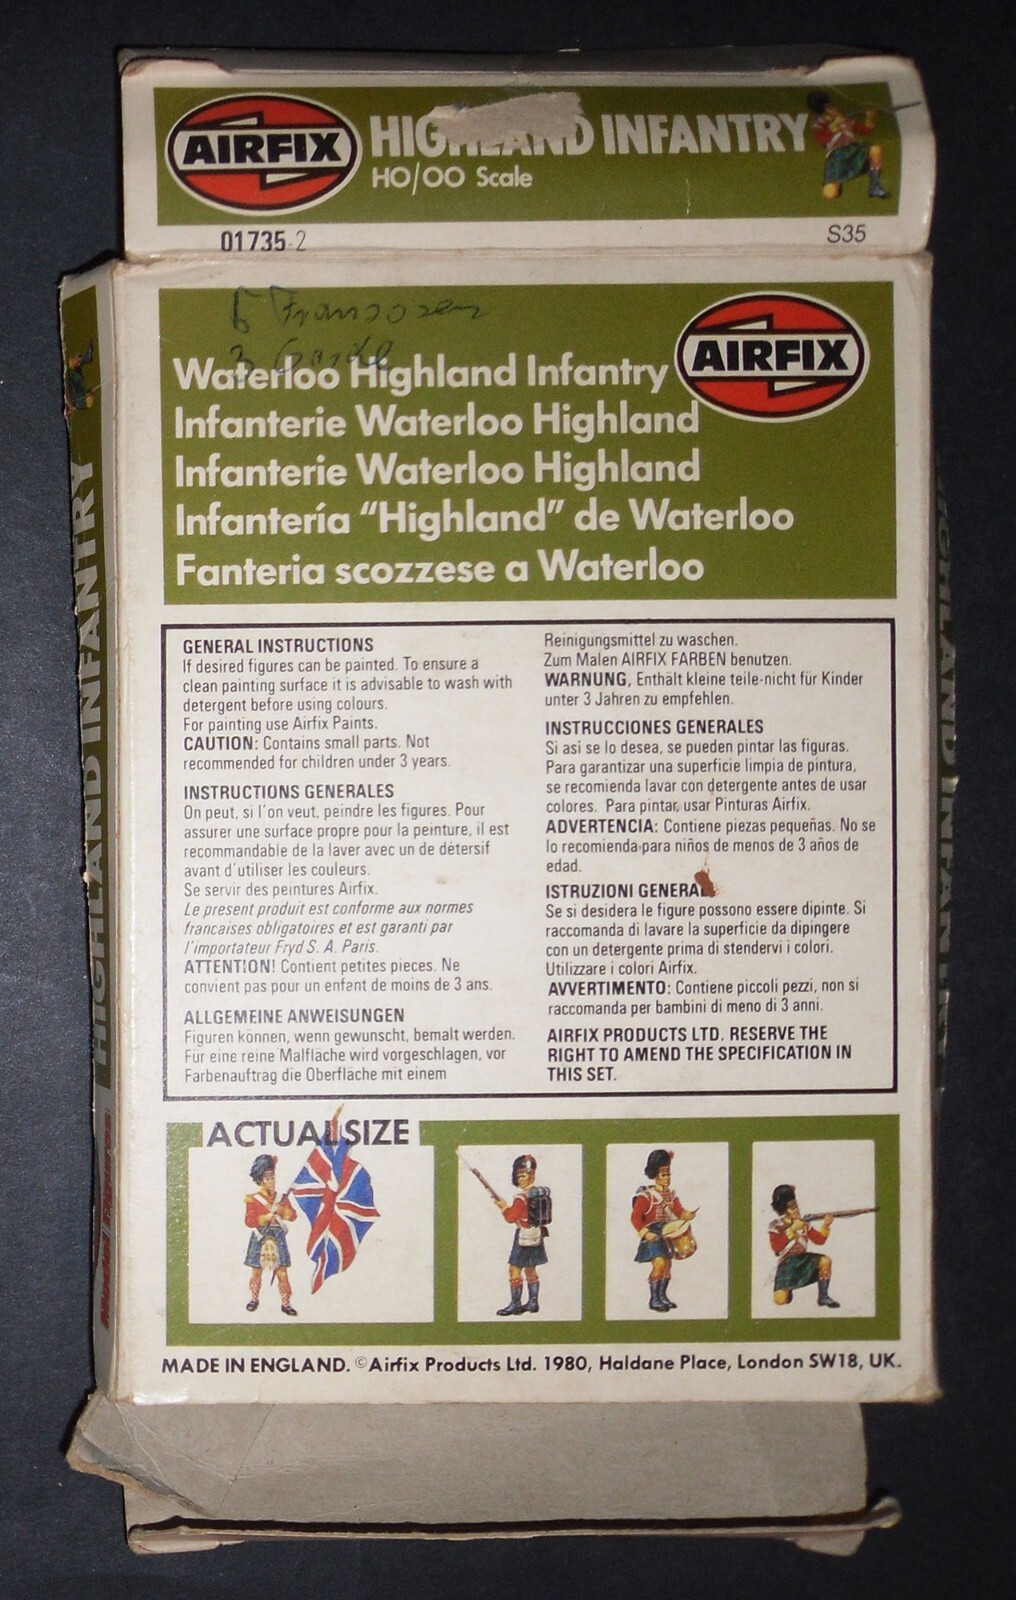 AIRFIX
HIGHLAND INFANTRY
HO/OO Scale
01735-2
S35
6 Franzosen
3 Garde
AIRFIX
Waterloo Highland Infantry
Infanterie Waterloo Highland
Infanterie Waterloo Highland
Infantería “Highland” de Waterloo
Fanteria scozzese a Waterloo
GENERAL INSTRUCTIONS
If desired figures can be painted. To ensure a
clean painting surface it is advisable to wash with
detergent before using colours.
For painting use Airfix Paints.
CAUTION: Contains small parts. Not
recommended for children under 3 years.
INSTRUCTIONS GENERALES
On peut, si l'on veut, peindre les figures. Pour
assurer une surface propre pour la peinture, il est
recommandable de la laver avec un de détersif
avant d'utiliser les couleurs.
Se servir des peintures Airfix.
Le present produit est conforme aux normes
francaises obligatoires et est garanti par
l'importateur Fryd S. A. Paris.
ATTENTION! Contient petites pieces. Ne
convient pas pour un enfant de moins de 3 ans.
ALLGEMEINE ANWEISUNGEN
Figuren können, wenn gewunscht, bemalt werden.
Für eine reine Malfläche wird vorgeschlagen, vor
Farbenauftrag die Oberfläche mit einem
Reinigungsmittel zu waschen.
Zum Malen AIRFIX FARBEN benutzen.
WARNUNG, Enthält kleine teile-nicht für Kinder
unter 3 Jahren zu empfehlen.
INSTRUCCIONES GENERALES
Si asi se lo desea, se pueden pintar las figuras.
Para garantizar una superficie limpia de pintura,
se recomienda lavar con detergente antes de usar
colores. Para pintar, usar Pinturas Airfix.
ADVERTENCIA: Contiene piezas pequeñas. No se
lo recomienda para niños de menos de 3 años de
edad.
ISTRUZIONI GENERA
Se si desidera le figure possono essere dipinte. Si
raccomanda di lavare la superficie da dipingere
con un detergente prima di stendervi i colori.
Utilizzare i colori Airfix.
AVVERTIMENTO: Contiene piccoli pezzi, non si
raccomanda per bambini di meno di 3 anni.
AIRFIX PRODUCTS LTD. RESERVE THE
RIGHT TO AMEND THE SPECIFICATION IN
THIS SET.
ACTUAL SIZE
MADE IN ENGLAND. ©Airfix Products Ltd. 1980, Haldane Place, London SW18, UK.
HIGHLAND INFANTRY
HIGHLAND INFANTRY